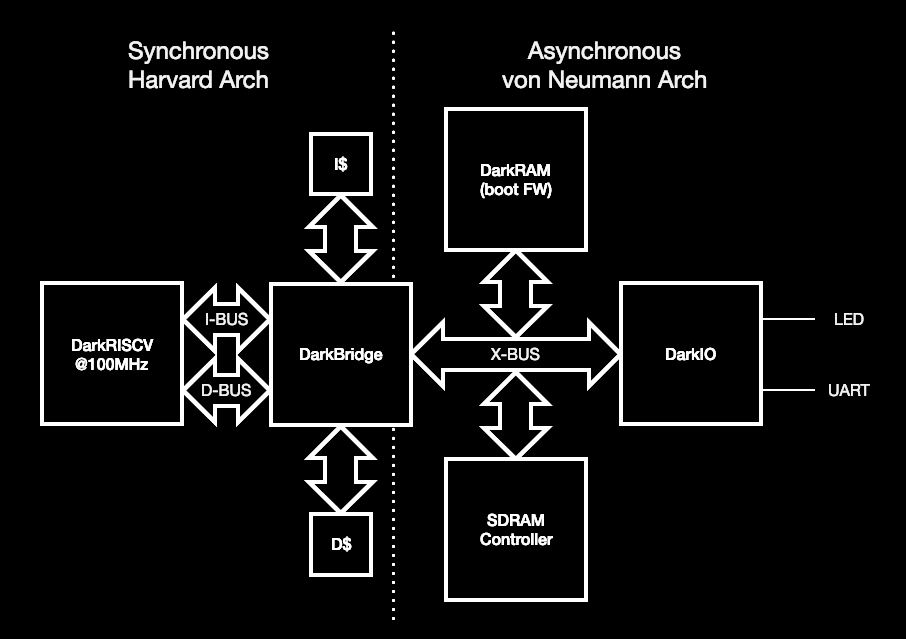 Synchronous
Harvard Arch
Asynchronous
von Neumann Arch
I$
DarkRAM
(boot FW)
DarkRISCV
@100MHz
I-BUS
D-BUS
DarkBridge
X-BUS
DarkIO
LED
UART
D$
SDRAM
Controller